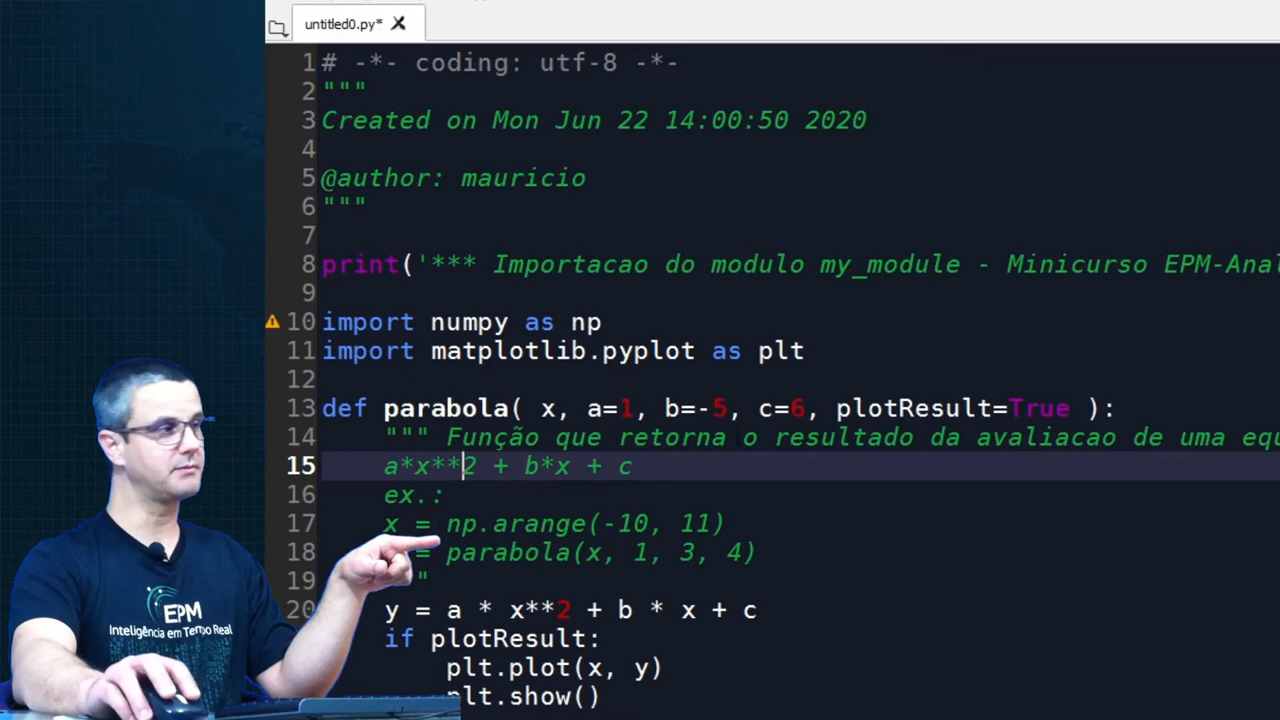 untitled0.py*
1 # -*- coding: utf-8 -*-
2 """
3 Created on Mon Jun 22 14:00:50 2020
4
5 @author: mauricio
6 """
7
8 print('*** Importacao do modulo my_module - Minicurso EPM-Anal
9
10 import numpy as np
11 import matplotlib.pyplot as plt
12
13 def parabola( x, a=1, b=-5, c=6, plotResult=True ):
14 """ Função que retorna o resultado da avaliacao de uma equ
15 a*x**2 + b*x + c
16 ex.:
17 x = np.arange(-10, 11)
18 = parabola(x, 1, 3, 4)
19 "
20 y = a * x**2 + b * x + c
if plotResult:
plt.plot(x, y)
plt.show()
EPM
Inteligência em Tempo Real